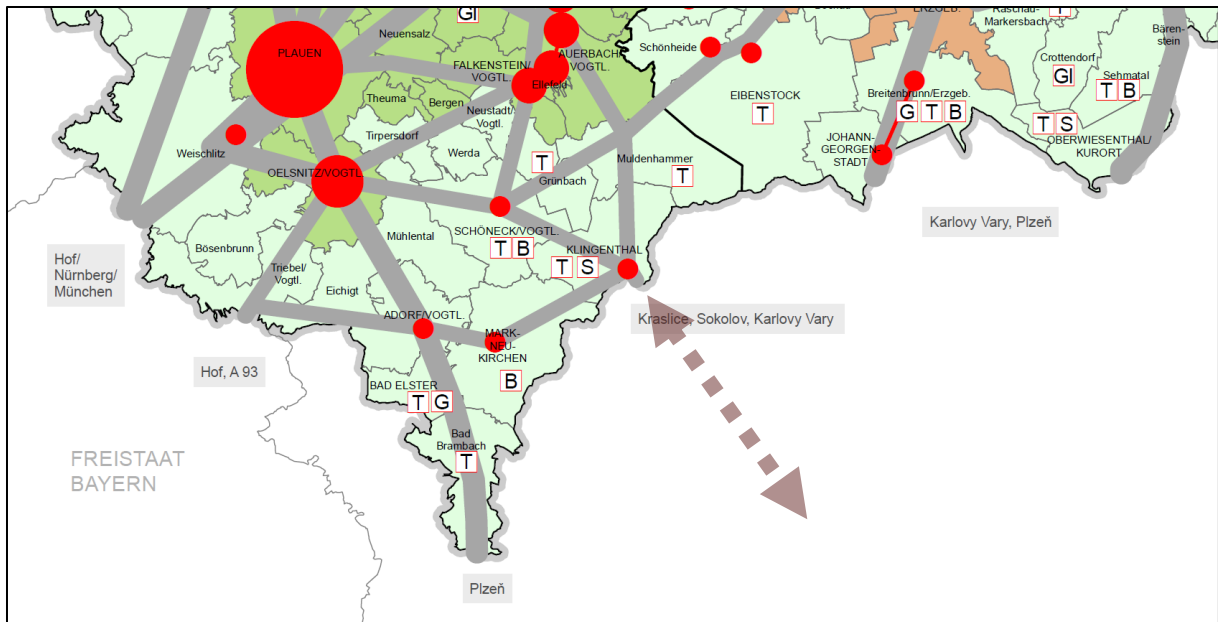 GI
ERZGEB.
Raschau-
Markersbach
T
Bären-
stein
Neuensalz
Schönheide
PLAUEN
AUERBACH/
VOGTL.
Crottendorf
GI
Sehmatal
T B
FALKENSTEIN/
VOGTL.
Ellefeld
EIBENSTOCK
T
Breitenbrunn/Erzgeb.
G T B
Theuma
Bergen
Neustadt/
Vogtl.
Tirpersdorf
T S
OBERWIESENTHAL/
KURORT
JOHANN-
GEORGEN-
STADT
Weischlitz
Werda
T
Grünbach
Muldenhammer
T
OELSNITZ/VOGTL.
Karlovy Vary, Plzeň
Mühlental
SCHÖNECK/VOGTL.
T B
KLINGENTHAL
T S
Bösenbrunn
Triebel/
Vogtl.
Eichigt
Hof/
Nürnberg/
München
ADORF/VOGTL.
Kraslice, Sokolov, Karlovy Vary
MARK-
NEU-
KIRCHEN
B
Hof, A 93
BAD ELSTER
T G
Bad
Brambach
T
FREISTAAT
BAYERN
Plzeň